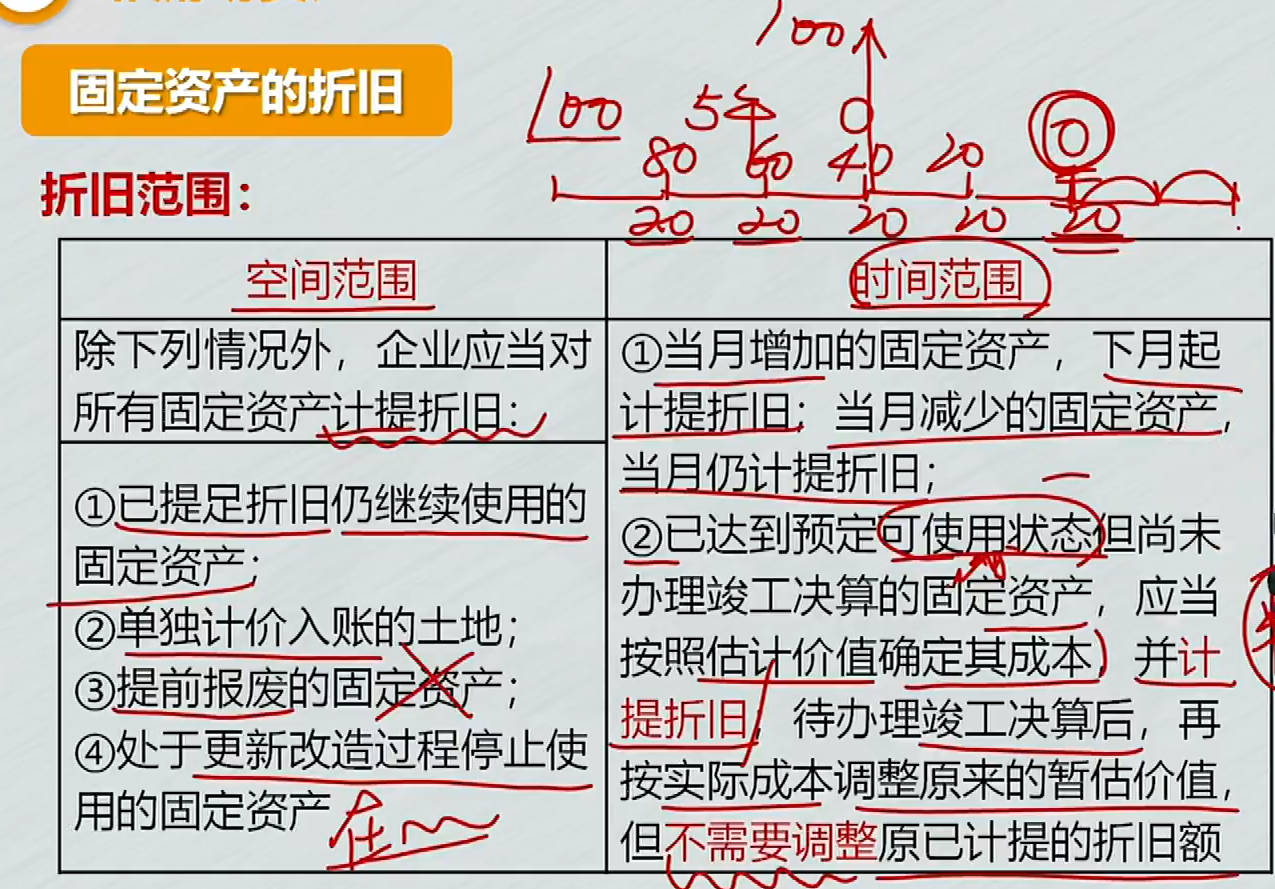 固定资产的折旧
100
100 5年 0 0
80 60 40 20
20 20 20 20 20
折旧范围：
空间范围
除下列情况外，企业应当对
所有固定资产计提折旧：
①已提足折旧仍继续使用的
固定资产；
②单独计价入账的土地；
③提前报废的固定资产；
④处于更新改造过程停止使
用的固定资产
在
时间范围
①当月增加的固定资产，下月起
计提折旧；当月减少的固定资产，
当月仍计提折旧；
②已达到预定可使用状态但尚未
办理竣工决算的固定资产，应当
按照估计价值确定其成本，并计
提折旧；待办理竣工决算后，再
按实际成本调整原来的暂估价值，
但不需要调整原已计提的折旧额